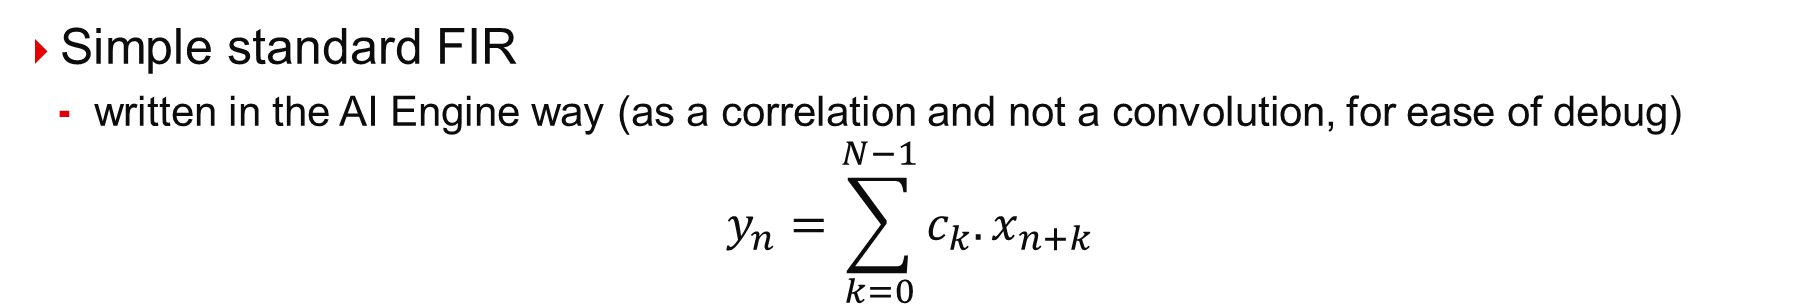 Simple standard FIR
- written in the AI Engine way (as a correlation and not a convolution, for ease of debug)
N−1
yₙ = ∑ cₖ. xₙ₊ₖ
k=0